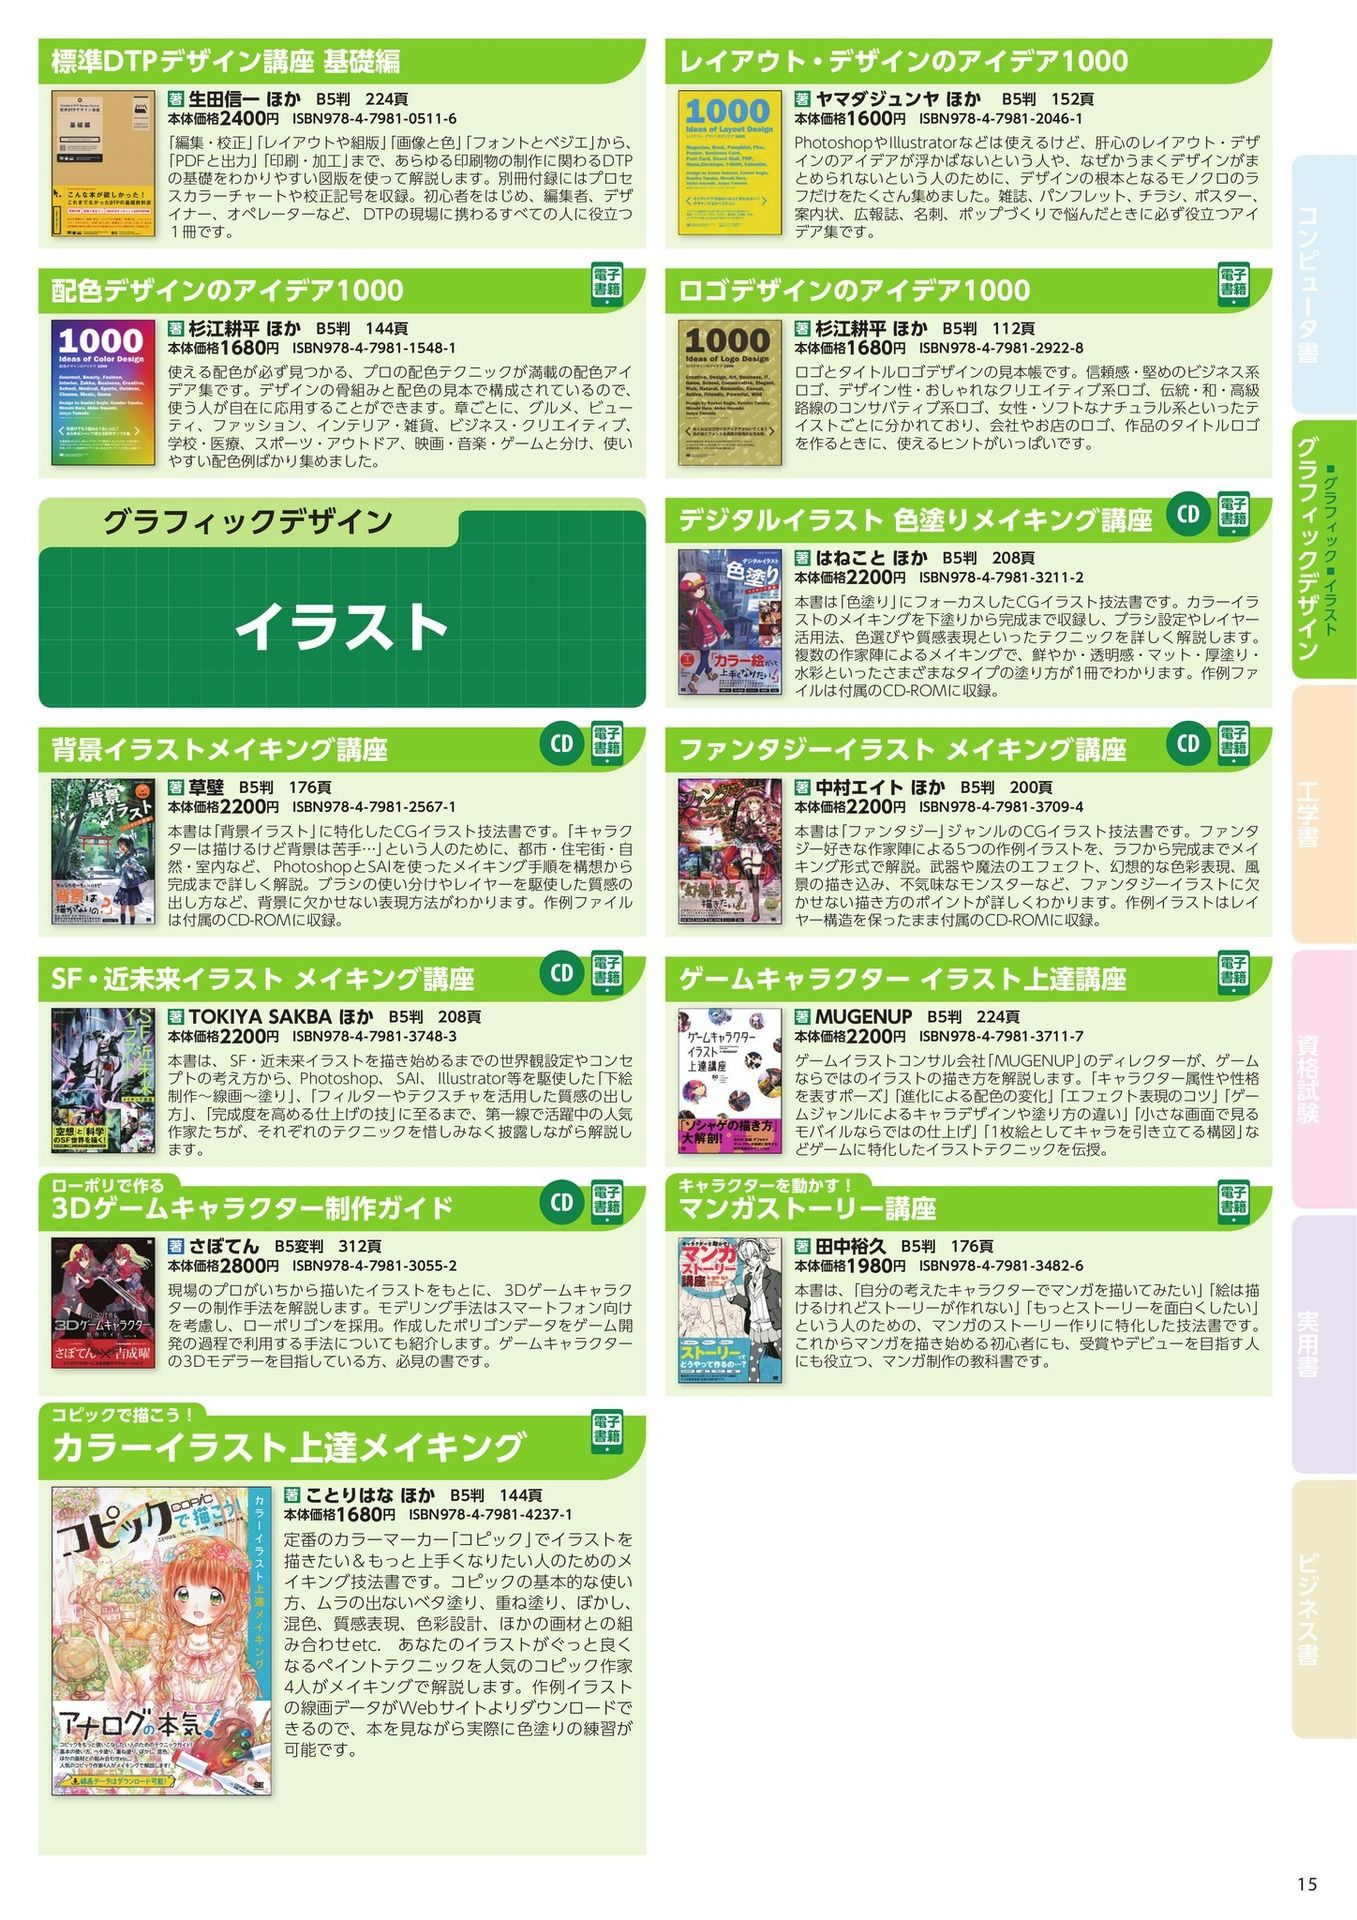 標準DTPデザイン講座 基礎編
著 生田信一 ほか B5判 224頁
本体価格2400円 ISBN978-4-7981-0511-6
「編集・校正」「レイアウトや組版」「画像と色」「フォントとベジエ」から、
「PDFと出力」「印刷・加工」まで、あらゆる印刷物の制作に関わるDTP
の基礎をわかりやすい図版を使って解説します。別冊付録にはプロセ
スカラーチャートや校正記号を収録。初心者をはじめ、編集者、デザ
イナー、オペレーターなど、DTPの現場に携わるすべての人に役立つ
1冊です。
レイアウト・デザインのアイデア1000
1000
Ideas of Layout Design
著 ヤマダジュンヤ ほか B5判 152頁
本体価格1600円 ISBN978-4-7981-2046-1
PhotoshopやIllustratorなどは使えるけど、肝心のレイアウト・デザ
インのアイデアが浮かばないという人や、なぜかうまくデザインがま
とめられないという人のために、デザインの根本となるモノクロのラ
フだけをたくさん集めました。雑誌、パンフレット、チラシ、ポスター、
案内状、広報誌、名刺、ポップづくりで悩んだときに必ず役立つアイ
デア集です。
配色デザインのアイデア1000
電子
書籍
1000
Ideas of Color Design
著 杉江耕平 ほか B5判 144頁
本体価格1680円 ISBN978-4-7981-1548-1
使える配色が必ず見つかる、プロの配色テクニックが満載の配色アイ
デア集です。デザインの骨組みと配色の見本で構成されているので、
使う人が自在に応用することができます。章ごとに、グルメ、ビュー
ティ、ファッション、インテリア・雑貨、ビジネス・クリエイティブ、
学校・医療、スポーツ・アウトドア、映画・音楽・ゲームと分け、使い
やすい配色例ばかり集めました。
ロゴデザインのアイデア1000
電子
書籍
1000
Ideas of Logo Design
著 杉江耕平 ほか B5判 112頁
本体価格1680円 ISBN978-4-7981-2922-8
ロゴとタイトルロゴデザインの見本帳です。信頼感・堅めのビジネス系
ロゴ、デザイン性・おしゃれなクリエイティブ系ロゴ、伝統・和・高級
路線のコンサバティブ系ロゴ、女性・ソフトなナチュラル系といったテ
イストごとに分かれており、会社やお店のロゴ、作品のタイトルロゴ
を作るときに、使えるヒントがいっぱいです。
グラフィックデザイン
イラスト
デジタルイラスト 色塗りメイキング講座
CD
電子
書籍
著 はねこと ほか B5判 208頁
本体価格2200円 ISBN978-4-7981-3211-2
本書は「色塗り」にフォーカスしたCGイラスト技法書です。カラーイラ
ストのメイキングを下塗りから完成まで収録し、ブラシ設定やレイヤー
活用法、色選びや質感表現といったテクニックを詳しく解説します。
複数の作家陣によるメイキングで、鮮やか・透明感・マット・厚塗り・
水彩といったさまざまなタイプの塗り方が1冊でわかります。作例ファ
イルは付属のCD-ROMに収録。
背景イラストメイキング講座
CD
電子
書籍
著 草壁 B5判 176頁
本体価格2200円 ISBN978-4-7981-2567-1
本書は「背景イラスト」に特化したCGイラスト技法書です。「キャラク
ターは描けるけど背景は苦手…」という人のために、都市・住宅街・自
然・室内など、PhotoshopとSAIを使ったメイキング手順を構想から
完成まで詳しく解説。ブラシの使い分けやレイヤーを駆使した質感の
出し方など、背景に欠かせない表現方法がわかります。作例ファイル
は付属のCD-ROMに収録。
ファンタジーイラスト メイキング講座
CD
電子
書籍
著 中村エイト ほか B5判 200頁
本体価格2200円 ISBN978-4-7981-3709-4
本書は「ファンタジー」ジャンルのCGイラスト技法書です。ファンタ
ジー好きな作家陣による5つの作例イラストを、ラフから完成までメイ
キング形式で解説。武器や魔法のエフェクト、幻想的な色彩表現、風
景の描き込み、不気味なモンスターなど、ファンタジーイラストに欠
かせない描き方のポイントが詳しくわかります。作例イラストはレイ
ヤー構造を保ったまま付属のCD-ROMに収録。
SF・近未来イラスト メイキング講座
CD
電子
書籍
著 TOKIYA SAKBA ほか B5判 208頁
本体価格2200円 ISBN978-4-7981-3748-3
本書は、SF・近未来イラストを描き始めるまでの世界観設定やコンセ
プトの考え方から、Photoshop、SAI、Illustrator等を駆使した「下絵
制作～線画～塗り」、「フィルターやテクスチャを活用した質感の出し
方」、「完成度を高める仕上げの技」に至るまで、第一線で活躍中の人気
作家たちが、それぞれのテクニックを惜しみなく披露しながら解説し
ます。
ゲームキャラクター イラスト上達講座
電子
書籍
ゲームキャラクター
イラスト
上達講座
「ソシャゲの描き方」
大解剖!
著 MUGENUP B5判 224頁
本体価格2200円 ISBN978-4-7981-3711-7
ゲームイラストコンサル会社「MUGENUP」のディレクターが、ゲーム
ならではのイラストの描き方を解説します。「キャラクター属性や性格
を表すポーズ」「進化による配色の変化」「エフェクト表現のコツ」「ゲー
ムジャンルによるキャラデザインや塗り方の違い」「小さな画面で見る
モバイルならではの仕上げ」「1枚絵としてキャラを引き立てる構図」な
どゲームに特化したイラストテクニックを伝授。
ローポリで作る
3Dゲームキャラクター制作ガイド
CD
電子
書籍
著 さぼてん B5変判 312頁
本体価格2800円 ISBN978-4-7981-3055-2
現場のプロがいちから描いたイラストをもとに、3Dゲームキャラク
ターの制作手法を解説します。モデリング手法はスマートフォン向け
を考慮し、ローポリゴンを採用。作成したポリゴンデータをゲーム開
発の過程で利用する手法についても紹介します。ゲームキャラクター
の3Dモデラーを目指している方、必見の書です。
キャラクターを動かす!
マンガストーリー講座
電子
書籍
マンガ
ストーリー
講座
著 田中裕久 B5判 176頁
本体価格1980円 ISBN978-4-7981-3482-6
本書は、「自分の考えたキャラクターでマンガを描いてみたい」「絵は描
けるけれどストーリーが作れない」「もっとストーリーを面白くしたい」
という人のための、マンガのストーリー作りに特化した技法書です。
これからマンガを描き始める初心者にも、受賞やデビューを目指す人
にも役立つ、マンガ制作の教科書です。
コピックで描こう!
カラーイラスト上達メイキング
電子
書籍
コピックで描こう!
カラーイラスト上達メイキング
アナログの本気!
線画データはダウンロード可能!
著 ことりはな ほか B5判 144頁
本体価格1680円 ISBN978-4-7981-4237-1
定番のカラーマーカー「コピック」でイラストを
描きたい＆もっと上手くなりたい人のためのメ
イキング技法書です。コピックの基本的な使い
方、ムラの出ないベタ塗り、重ね塗り、ぼかし、
混色、質感表現、色彩設計、ほかの画材との組
み合わせetc. あなたのイラストがぐっと良く
なるペイントテクニックを人気のコピック作家
4人がメイキングで解説します。作例イラスト
の線画データがWebサイトよりダウンロードで
きるので、本を見ながら実際に色塗りの練習が
可能です。
コンピュータ書
グラフィックデザイン
■グラフィック■イラスト
工学書
資格試験
実用書
ビジネス書
15